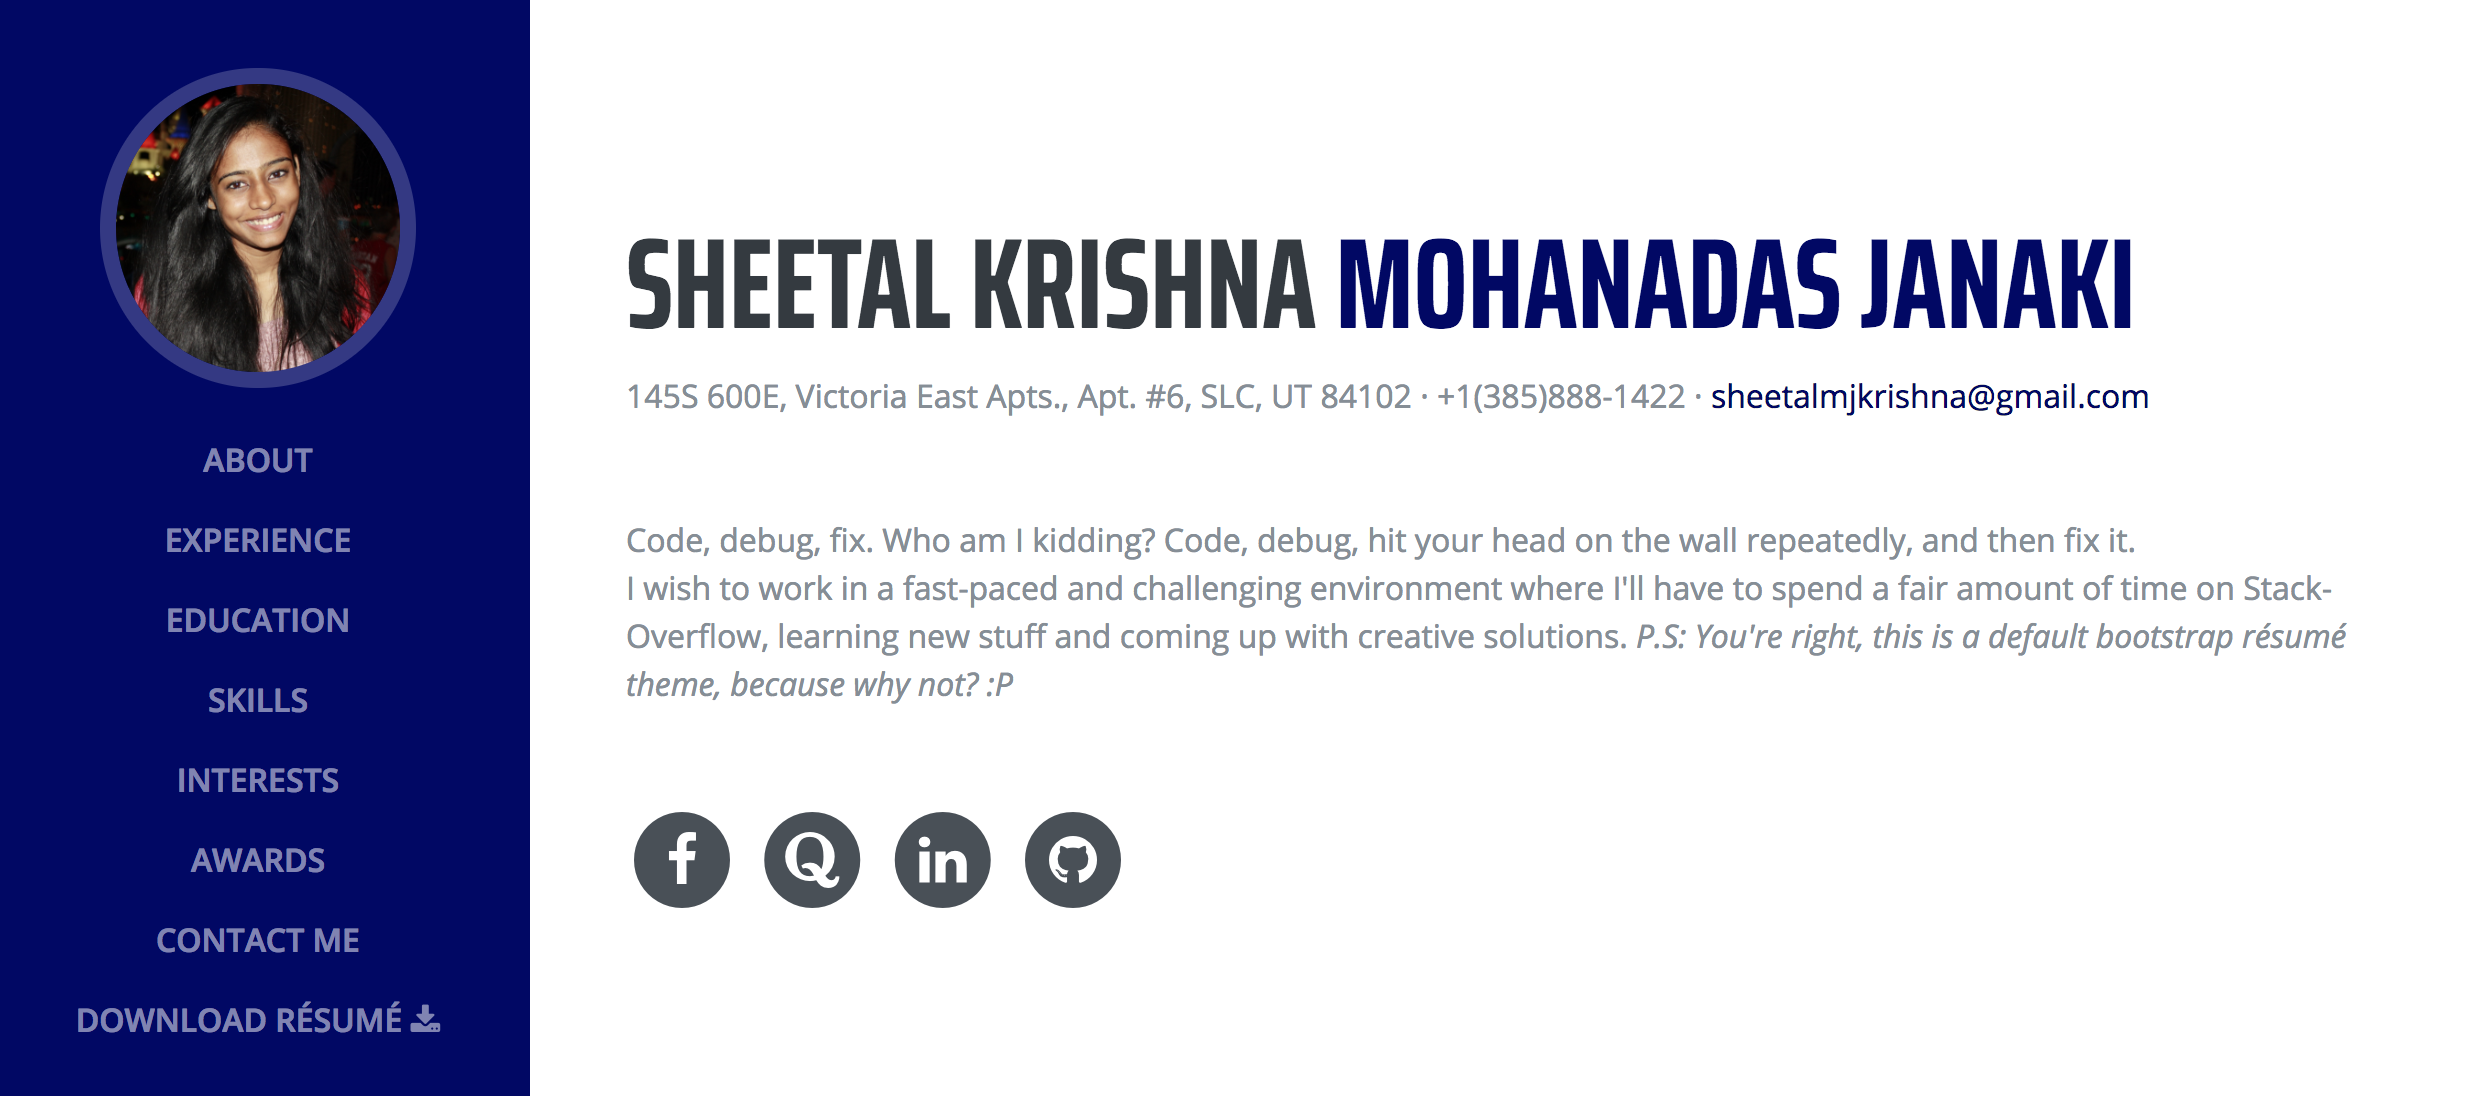 ABOUT
EXPERIENCE
EDUCATION
SKILLS
INTERESTS
AWARDS
CONTACT ME
DOWNLOAD RÉSUMÉ
SHEETAL KRISHNA MOHANADAS JANAKI
145S 600E, Victoria East Apts., Apt. #6, SLC, UT 84102 · +1(385)888-1422 · sheetalmjkrishna@gmail.com
Code, debug, fix. Who am I kidding? Code, debug, hit your head on the wall repeatedly, and then fix it.
I wish to work in a fast-paced and challenging environment where I'll have to spend a fair amount of time on Stack-
Overflow, learning new stuff and coming up with creative solutions. P.S: You're right, this is a default bootstrap résumé
theme, because why not? :P